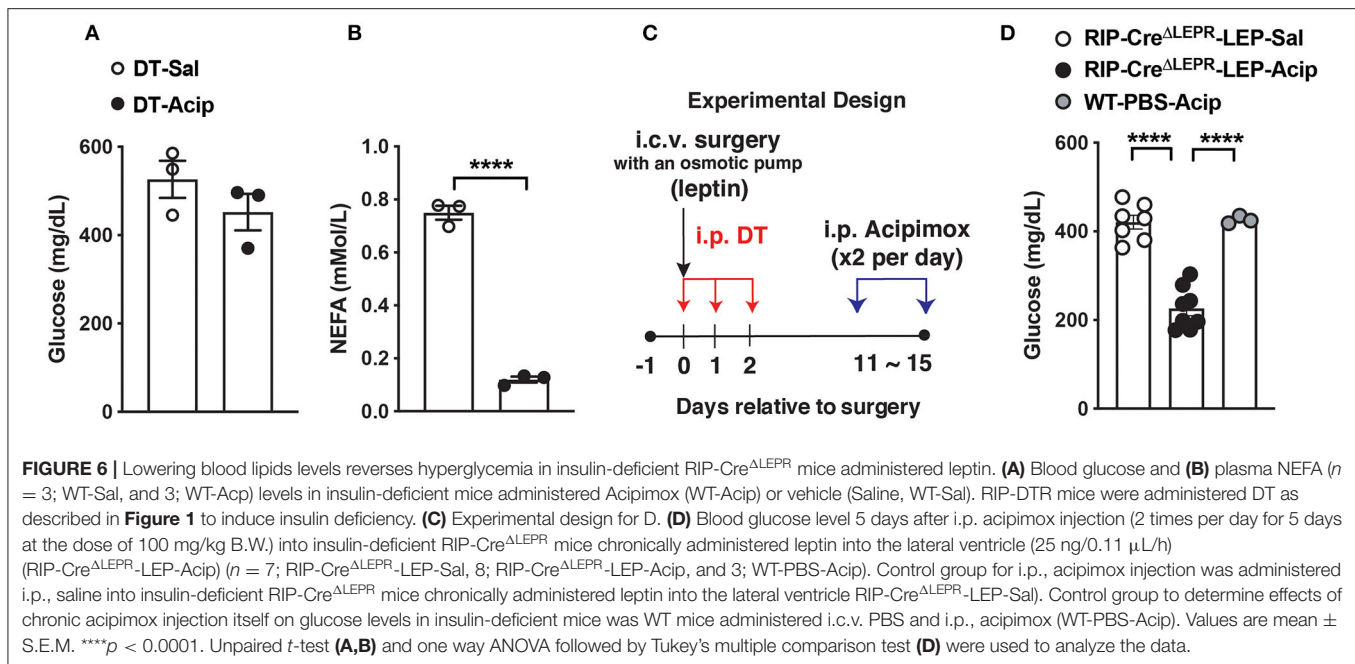 A
B
C
D
○ DT-Sal
● DT-Acip
Glucose (mg/dL)
600
400
200
0
NEFA (mMol/L)
1.0
0.8
0.6
0.4
0.2
0.0
****
Experimental Design
i.c.v. surgery
with an osmotic pump
(leptin)
i.p. DT
i.p. Acipimox
(x2 per day)
-1 0 1 2 11 ~ 15
Days relative to surgery
○ RIP-Cre^ΔLEPR-LEP-Sal
● RIP-Cre^ΔLEPR-LEP-Acip
WT-PBS-Acip
Glucose (mg/dL)
600
400
200
0
**** ****
FIGURE 6 | Lowering blood lipids levels reverses hyperglycemia in insulin-deficient RIP-Cre^ΔLEPR mice administered leptin. (A) Blood glucose and (B) plasma NEFA (n
= 3; WT-Sal, and 3; WT-Acp) levels in insulin-deficient mice administered Acipimox (WT-Acip) or vehicle (Saline, WT-Sal). RIP-DTR mice were administered DT as
described in Figure 1 to induce insulin deficiency. (C) Experimental design for D. (D) Blood glucose level 5 days after i.p. acipimox injection (2 times per day for 5 days
at the dose of 100 mg/kg B.W.) into insulin-deficient RIP-Cre^ΔLEPR mice chronically administered leptin into the lateral ventricle (25 ng/0.11 μL/h)
(RIP-Cre^ΔLEPR-LEP-Acip) (n = 7; RIP-Cre^ΔLEPR-LEP-Sal, 8; RIP-Cre^ΔLEPR-LEP-Acip, and 3; WT-PBS-Acip). Control group for i.p., acipimox injection was administered
i.p., saline into insulin-deficient RIP-Cre^ΔLEPR mice chronically administered leptin into the lateral ventricle RIP-Cre^ΔLEPR-LEP-Sal). Control group to determine effects of
chronic acipimox injection itself on glucose levels in insulin-deficient mice was WT mice administered i.c.v. PBS and i.p., acipimox (WT-PBS-Acip). Values are mean ±
S.E.M. ****p < 0.0001. Unpaired t-test (A,B) and one way ANOVA followed by Tukey's multiple comparison test (D) were used to analyze the data.